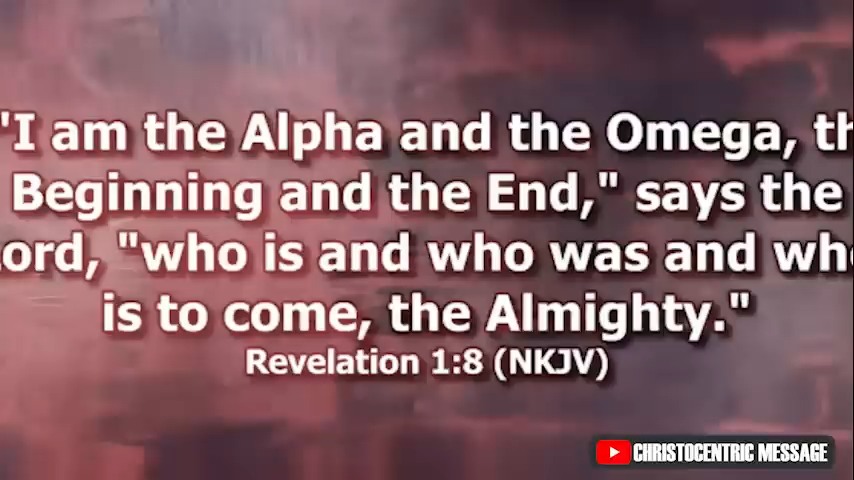 "I am the Alpha and the Omega, th
Beginning and the End," says the
ord, "who is and who was and who
is to come, the Almighty."
Revelation 1:8 (NKJV)
CHRISTOCENTRIC MESSAGE